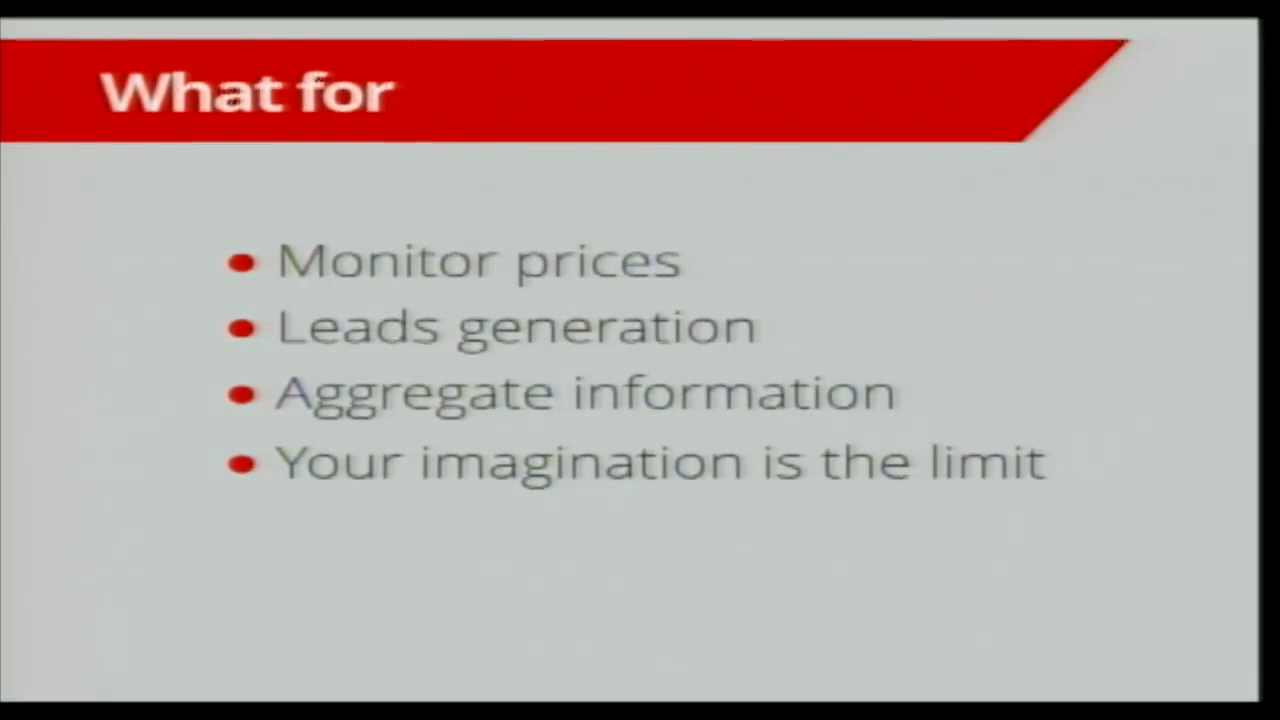 What for
Monitor prices
Leads generation
Aggregate information
Your imagination is the limit